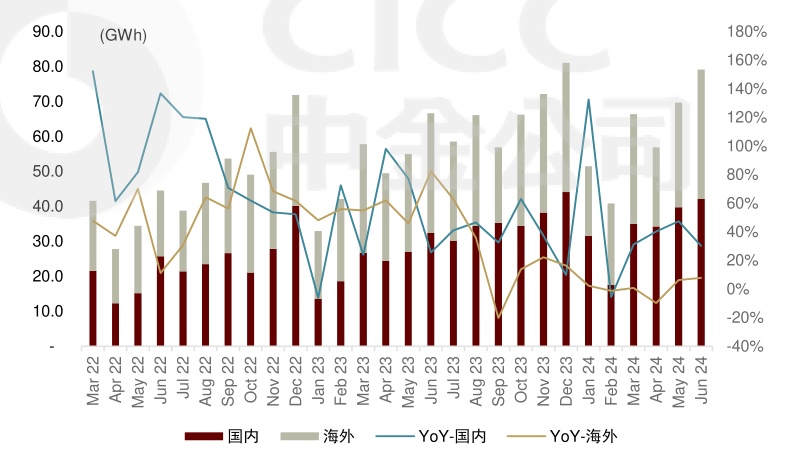 CICC
中金公司
(GWh)
90.0
80.0
70.0
60.0
50.0
40.0
30.0
20.0
10.0
-
180%
160%
140%
120%
100%
80%
60%
40%
20%
0%
-20%
-40%
Mar 22
Apr 22
May 22
Jun 22
Jul 22
Aug 22
Sep 22
Oct 22
Nov 22
Dec 22
Jan 23
Feb 23
Mar 23
Apr 23
May 23
Jun 23
Jul 23
Aug 23
Sep 23
Oct 23
Nov 23
Dec 23
Jan 24
Feb 24
Mar 24
Apr 24
May 24
Jun 24
国内 海外 YoY-国内 YoY-海外